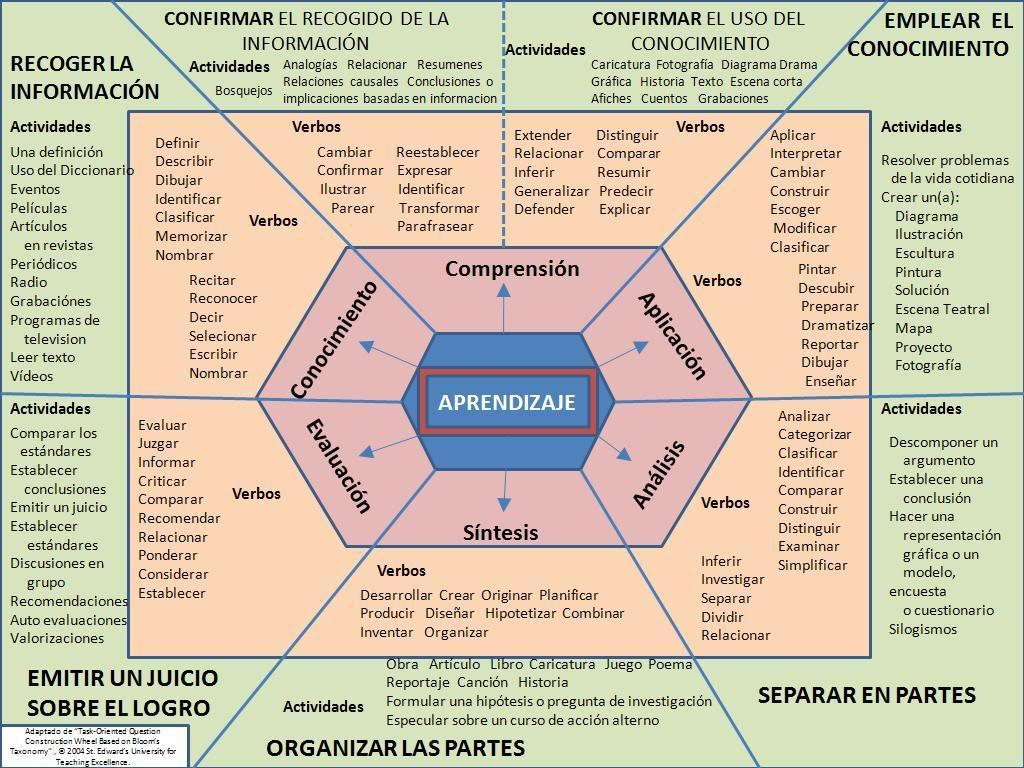 CONFIRMAR EL RECOGIDO DE LA
INFORMACIÓN
Actividades
Bosquejos
Analogías Relacionar Resumenes
Relaciones causales Conclusiones o
implicaciones basadas en informacion
CONFIRMAR EL USO DEL
CONOCIMIENTO
Actividades
Caricatura Fotografía Diagrama Drama
Gráfica Historia Texto Escena corta
Afiches Cuentos Grabaciones
EMPLEAR EL
CONOCIMIENTO
RECOGER LA
INFORMACIÓN
Actividades
Una definición
Uso del Diccionario
Eventos
Películas
Artículos
en revistas
Periódicos
Radio
Grabaciónes
Programas de
television
Leer texto
Vídeos
Definir
Describir
Dibujar
Identificar
Clasificar
Memorizar
Nombrar
Verbos
Recitar
Reconocer
Decir
Selecionar
Escribir
Nombrar
Verbos
Cambiar Reestablecer
Confirmar Expresar
Ilustrar Identificar
Parear Transformar
Parafrasear
Verbos
Extender Distinguir
Relacionar Comparar
Inferir Resumir
Generalizar Predecir
Defender Explicar
Aplicar
Interpretar
Cambiar
Construir
Escoger
Modificar
Clasificar
Verbos
Pintar
Descubir
Preparar
Dramatizar
Reportar
Dibujar
Enseñar
Actividades
Resolver problemas
de la vida cotidiana
Crear un(a):
Diagrama
Ilustración
Escultura
Pintura
Solución
Escena Teatral
Mapa
Proyecto
Fotografía
Comprensión
Conocimiento
Aplicación
APRENDIZAJE
Evaluación
Análisis
Síntesis
Actividades
Comparar los
estándares
Establecer
conclusiones
Emitir un juicio
Establecer
estándares
Discusiones en
grupo
Recomendaciones
Auto evaluaciones
Valorizaciones
Evaluar
Juzgar
Informar
Criticar
Comparar
Recomendar
Relacionar
Ponderar
Considerar
Establecer
Verbos
Verbos
Desarrollar Crear Originar Planificar
Producir Diseñar Hipotetizar Combinar
Inventar Organizar
Verbos
Analizar
Categorizar
Clasificar
Identificar
Comparar
Construir
Distinguir
Examinar
Simplificar
Inferir
Investigar
Separar
Dividir
Relacionar
Actividades
Descomponer un
argumento
Establecer una
conclusión
Hacer una
representación
gráfica o un
modelo,
encuesta
o cuestionario
Silogismos
EMITIR UN JUICIO
SOBRE EL LOGRO
Actividades
Obra Artículo Libro Caricatura Juego Poema
Reportaje Canción Historia
Formular una hipótesis o pregunta de investigación
Especular sobre un curso de acción alterno
ORGANIZAR LAS PARTES
SEPARAR EN PARTES
Adaptado de "Task-Oriented Question
Construction Wheel Based on Bloom's
Taxonomy" , © 2004 St. Edward's University for
Teaching Excellence.